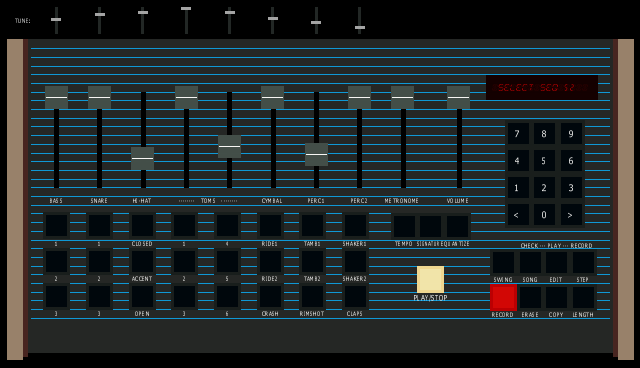 TUNE:
SELECT SEQ 12
7 8 9
4 5 6
1 2 3
< 0 >
BASS SNARE HI-HAT TOMS CYMBAL PERC1 PERC2 METRONOME VOLUME
1 1 CLOSED 1 4 RIDE1 TAMB1 SHAKER1 TEMPO SIGNATURE QUANTIZE
CHECK PLAY RECORD
2 2 ACCENT 2 5 RIDE2 TAMB2 SHAKER2 SWING SONG EDIT STEP
PLAY/STOP
3 3 OPEN 3 6 CRASH RIMSHOT CLAPS RECORD ERASE COPY LENGTH